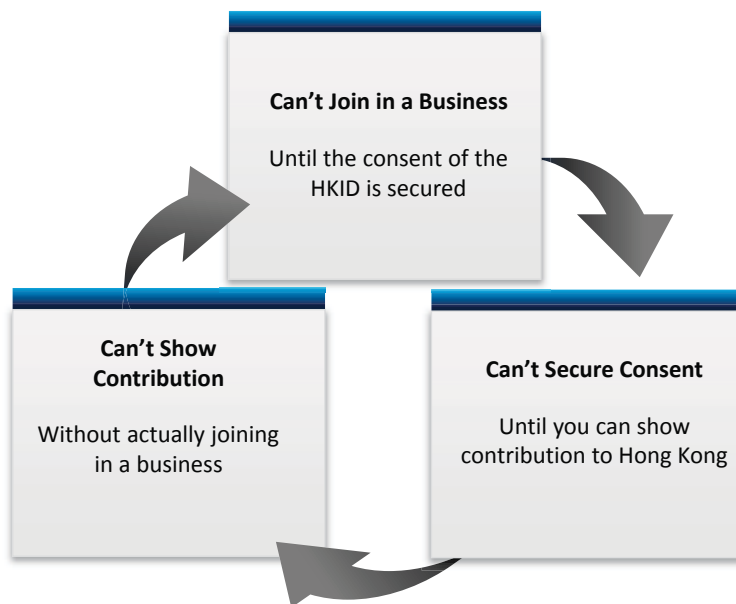 Can’t Join in a Business
Until the consent of the
HKID is secured
Can’t Show
Contribution
Without actually joining
in a business
Can’t Secure Consent
Until you can show
contribution to Hong Kong